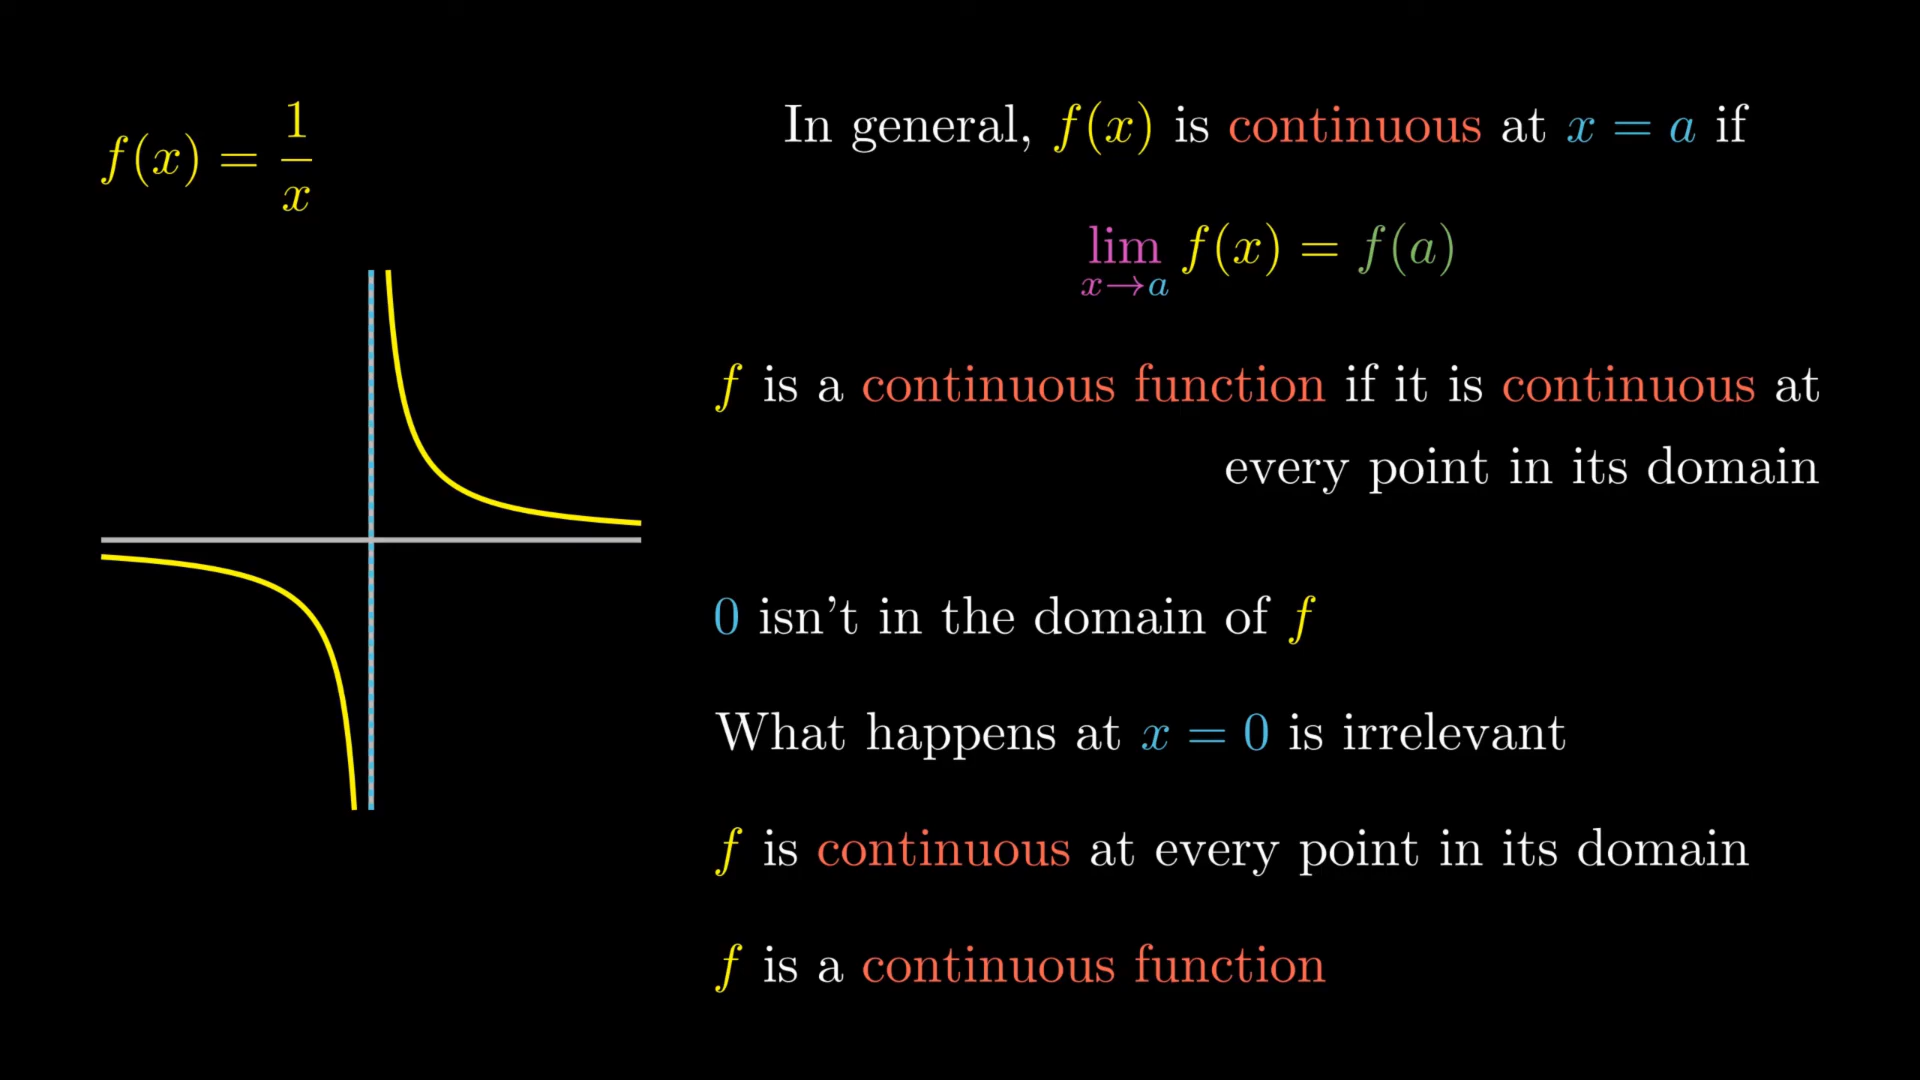 f(x) = 1/x
In general, f(x) is continuous at x = a if
lim x→a f(x) = f(a)
f is a continuous function if it is continuous at
every point in its domain
0 isn't in the domain of f
What happens at x = 0 is irrelevant
f is continuous at every point in its domain
f is a continuous function